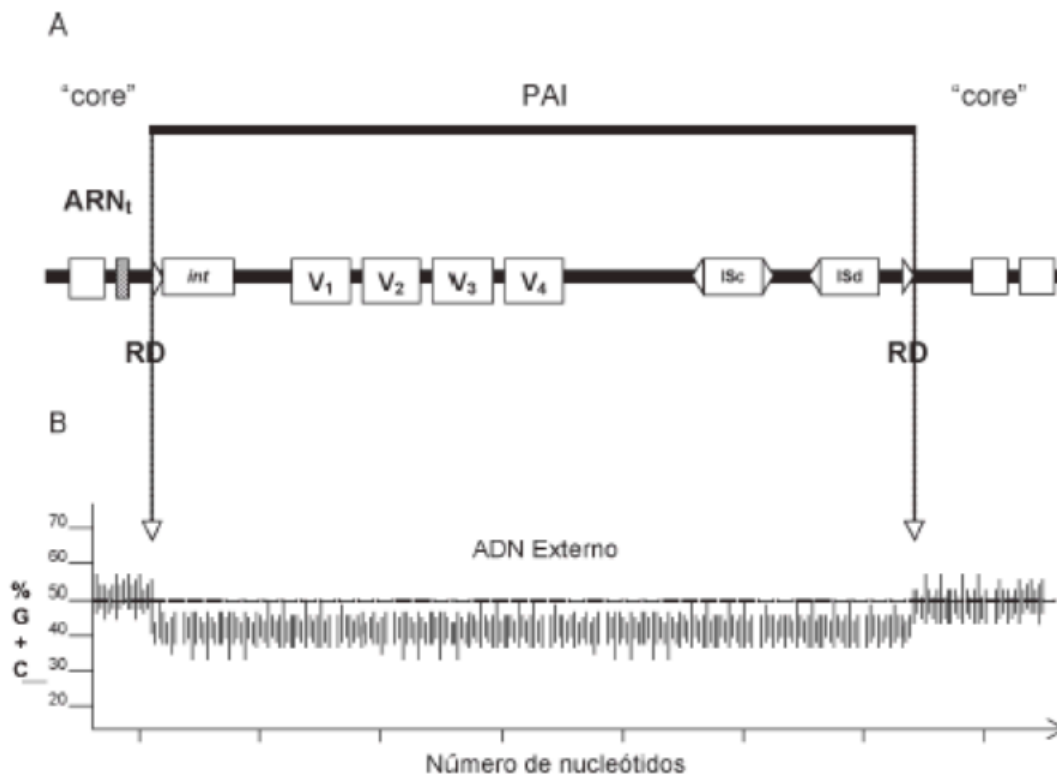 A
"core" PAI "core"
ARNt
int V1 V2 V3 V4 ISc ISd
RD RD
B
ADN Externo
70
60
50
40
30
20
% G + C
Número de nucleótidos